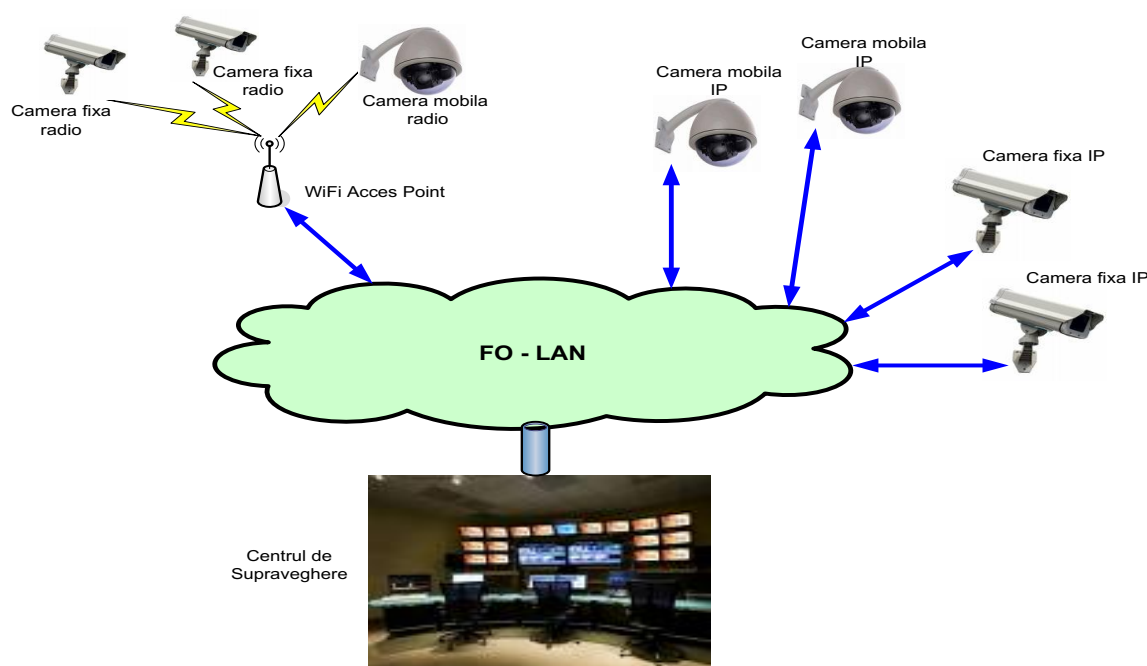 Camera fixa
radio
Camera fixa
radio
Camera mobila
radio
WiFi Acces Point
Camera mobila
IP
Camera mobila
IP
Camera fixa IP
Camera fixa IP
FO - LAN
Centrul de
Supraveghere